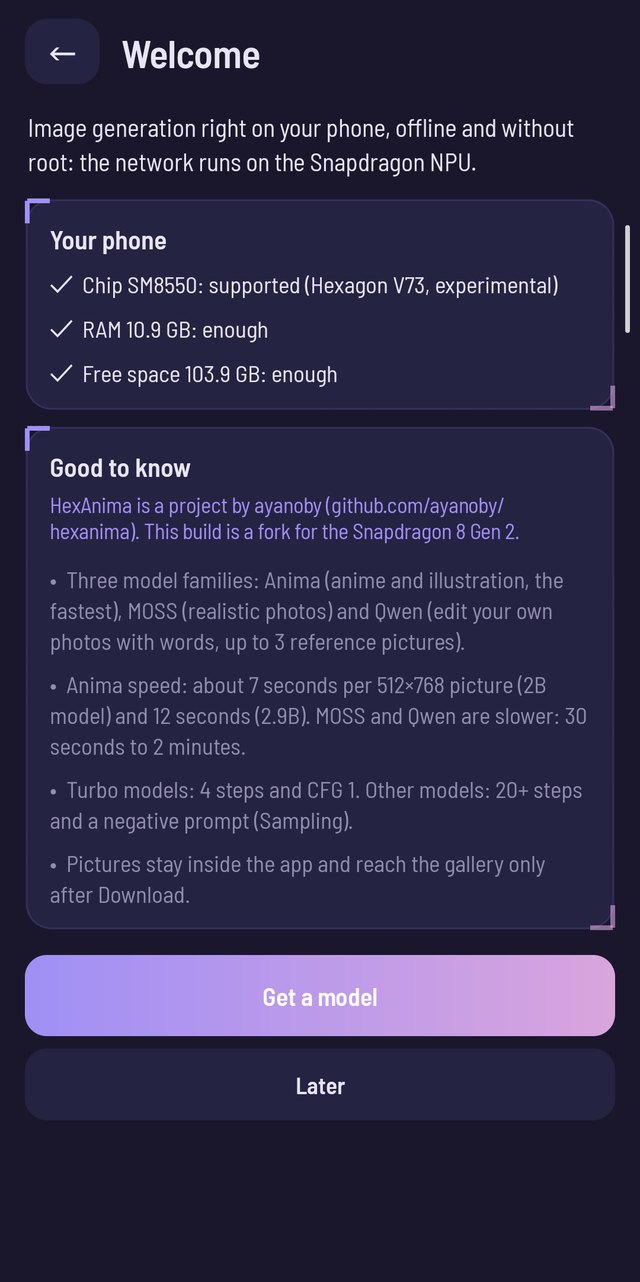 ← Welcome
Image generation right on your phone, offline and without
root: the network runs on the Snapdragon NPU.
Your phone
✓ Chip SM8550: supported (Hexagon V73, experimental)
✓ RAM 10.9 GB: enough
✓ Free space 103.9 GB: enough
Good to know
HexAnima is a project by ayanoby (github.com/ayanoby/
hexanima). This build is a fork for the Snapdragon 8 Gen 2.
• Three model families: Anima (anime and illustration, the
fastest), MOSS (realistic photos) and Qwen (edit your own
photos with words, up to 3 reference pictures).
• Anima speed: about 7 seconds per 512×768 picture (2B
model) and 12 seconds (2.9B). MOSS and Qwen are slower: 30
seconds to 2 minutes.
• Turbo models: 4 steps and CFG 1. Other models: 20+ steps
and a negative prompt (Sampling).
• Pictures stay inside the app and reach the gallery only
after Download.
Get a model
Later